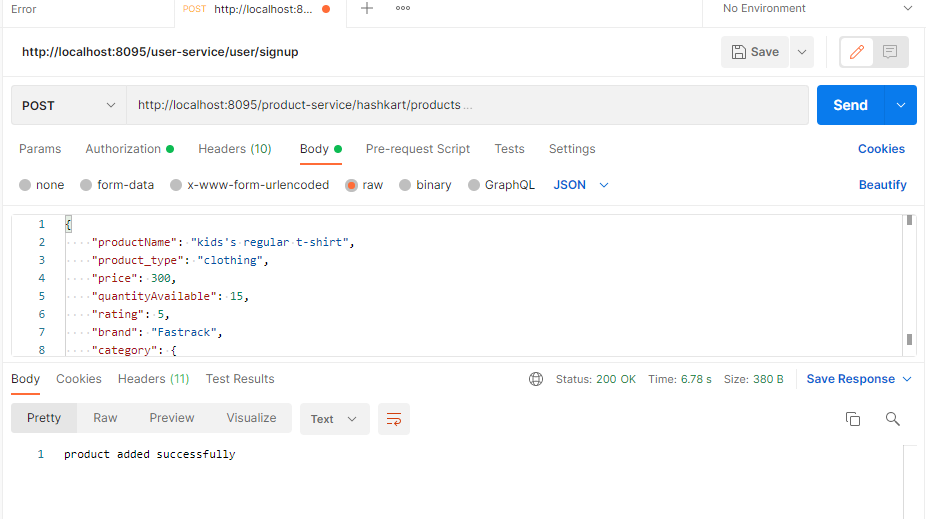 Error POST http://localhost:8... No Environment
http://localhost:8095/user-service/user/signup Save
POST http://localhost:8095/product-service/hashkart/products ... Send
Params Authorization Headers (10) Body Pre-request Script Tests Settings Cookies
none form-data x-www-form-urlencoded raw binary GraphQL JSON Beautify
1 {
2 "productName": "kids's regular t-shirt",
3 "product_type": "clothing",
4 "price": 300,
5 "quantityAvailable": 15,
6 "rating": 5,
7 "brand": "Fastrack",
8 "category": {
Body Cookies Headers (11) Test Results Status: 200 OK Time: 6.78 s Size: 380 B Save Response
Pretty Raw Preview Visualize Text
1 product added successfully